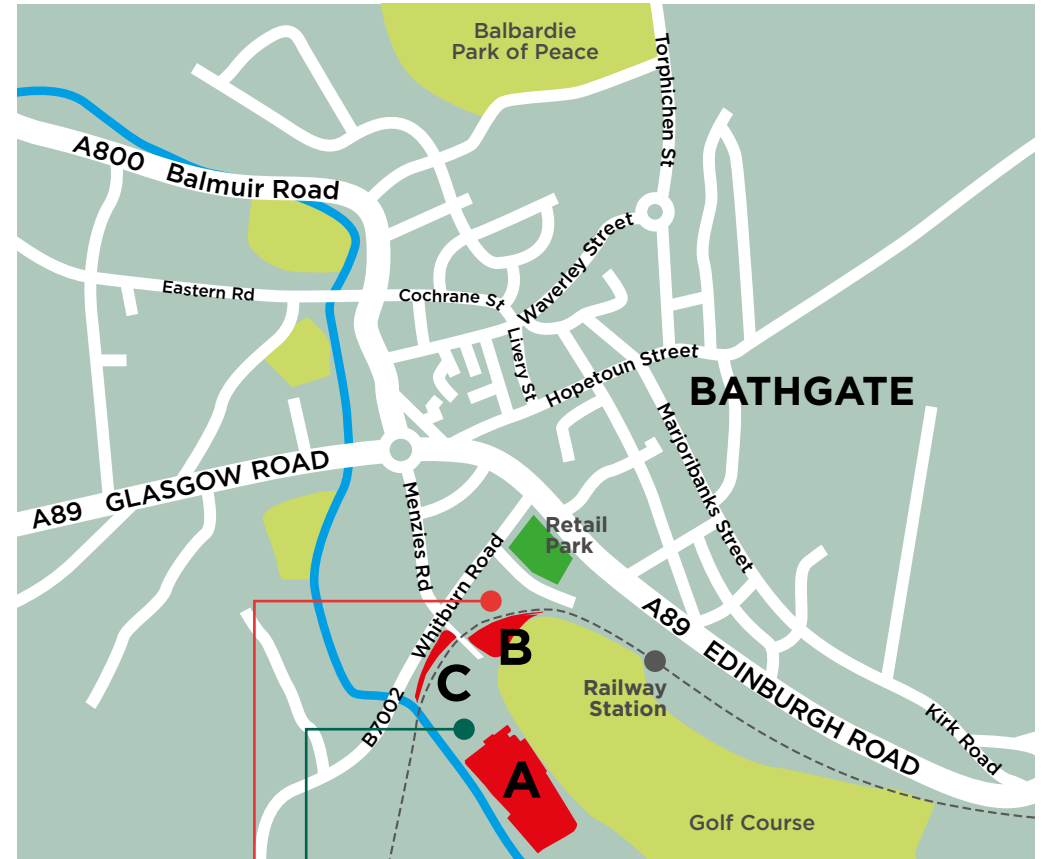 Balbardie
Park of Peace
Torphichen St
A800 Balmuir Road
Waverley Street
Eastern Rd
Cochrane St
Livery St
Hopetoun Street
BATHGATE
Marjoribanks Street
A89 GLASGOW ROAD
Menzies Rd
Retail
Park
Whitburn Road
A89 EDINBURGH ROAD
B
C
Railway
Station
B7002
Kirk Road
A
Golf Course